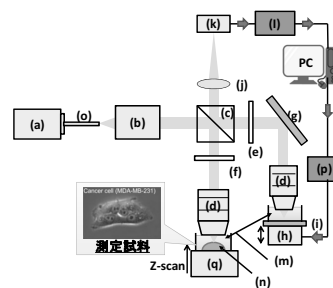 (k)
(l)
PC
(j)
(a)
(o)
(b)
(c)
(g)
(e)
(f)
(p)
(d)
(d)
Cancer cell (MDA-MB-231)
測定試料
(i)
(h)
Z-scan
(q)
(m)
(n)